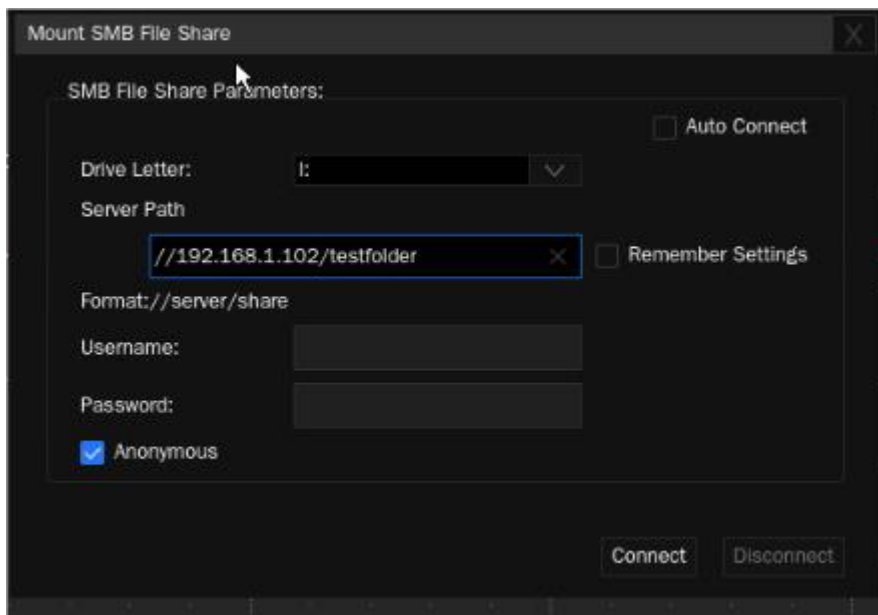 Mount SMB File Share
X
SMB File Share Parameters:
Auto Connect
Drive Letter: I:
Server Path
//192.168.1.102/testfolder
Remember Settings
Format://server/share
Username:
Password:
Anonymous
Connect Disconnect